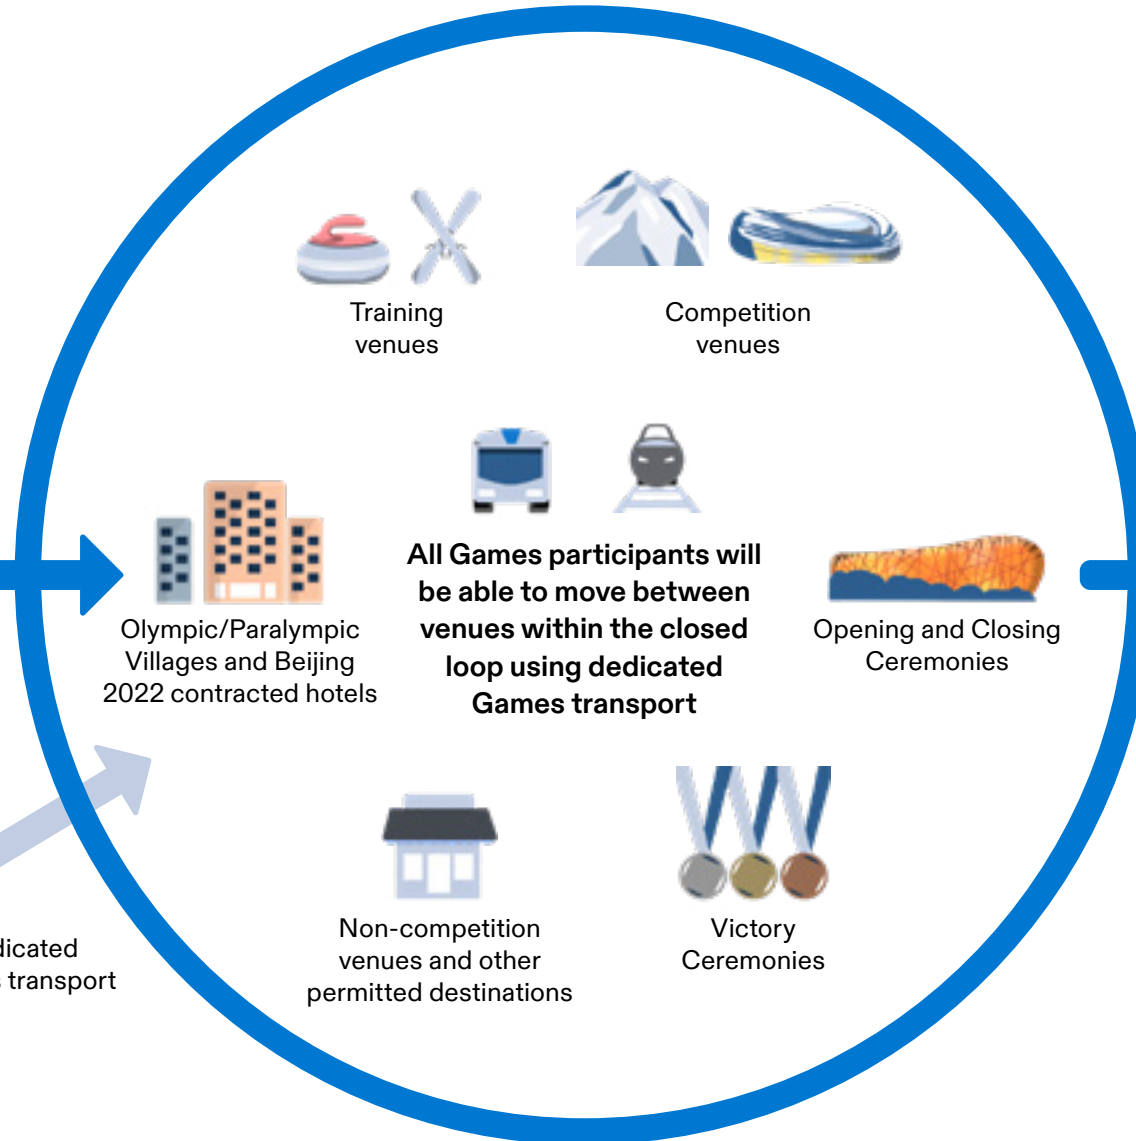 Training
venues
Competition
venues
All Games participants will
be able to move between
venues within the closed
loop using dedicated
Games transport
Olympic/Paralympic
Villages and Beijing
2022 contracted hotels
Opening and Closing
Ceremonies
Non-competition
venues and other
permitted destinations
Victory
Ceremonies
transport